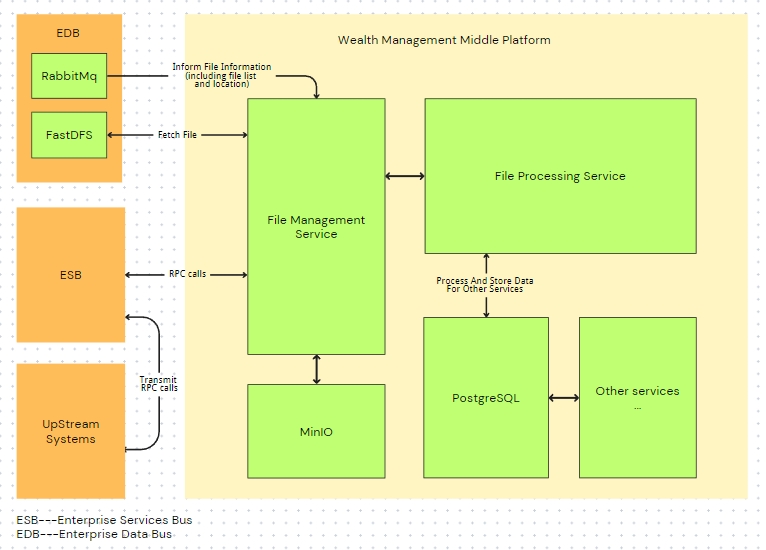 EDB
Wealth Management Middle Platform
RabbitMq
Inform File Information
(including file list
and location)
FastDFS
Fetch File
File Processing Service
File Management
Service
ESB
RPC calls
Process And Store Data
For Other Services
Transmit
RPC calls
PostgreSQL
Other services
...
UpStream
Systems
MinIO
ESB---Enterprise Services Bus
EDB---Enterprise Data Bus